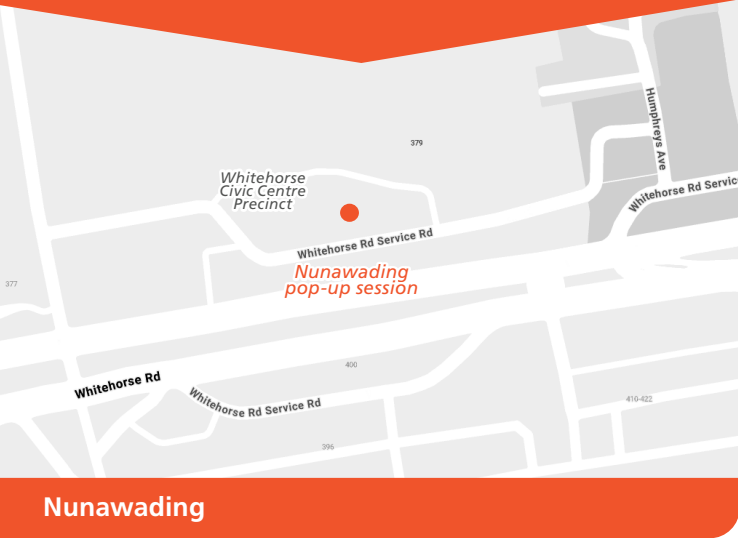 Humphreys Ave
379
Whitehorse
Civic Centre
Precinct
Whitehorse Rd Servic
Whitehorse Rd Service Rd
Nunawading
pop-up session
377
400
Whitehorse Rd
Whitehorse Rd Service Rd
410-422
396
Nunawading